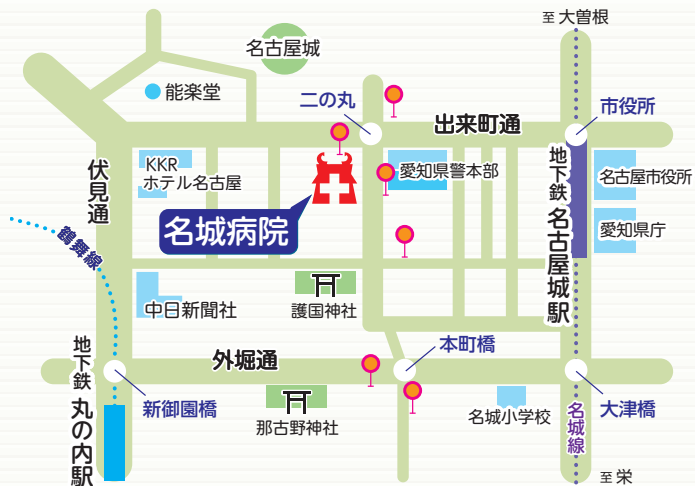 至 大曽根
名古屋城
能楽堂
二の丸
出来町通
市役所
KKR
ホテル名古屋
愛知県警本部
地下鉄 名古屋城駅
名古屋市役所
伏見通
名城病院
愛知県庁
鶴舞線
中日新聞社
護国神社
地下鉄 丸の内駅
外堀通
本町橋
新御園橋
那古野神社
名城小学校
名城線
大津橋
至 栄